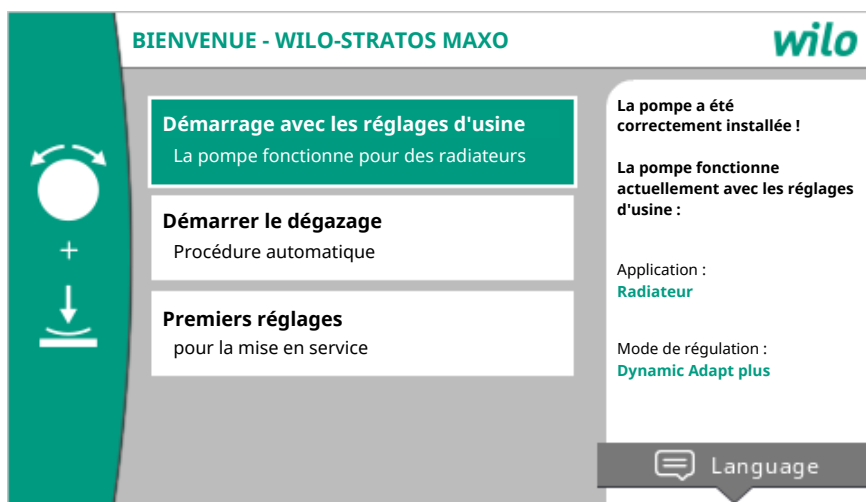 BIENVENUE - WILO-STRATOS MAXO
wilo
Démarrage avec les réglages d'usine
La pompe fonctionne pour des radiateurs
Démarrer le dégazage
Procédure automatique
Premiers réglages
pour la mise en service
La pompe a été
correctement installée !
La pompe fonctionne
actuellement avec les réglages
d'usine :
Application :
Radiateur
Mode de régulation :
Dynamic Adapt plus
Language